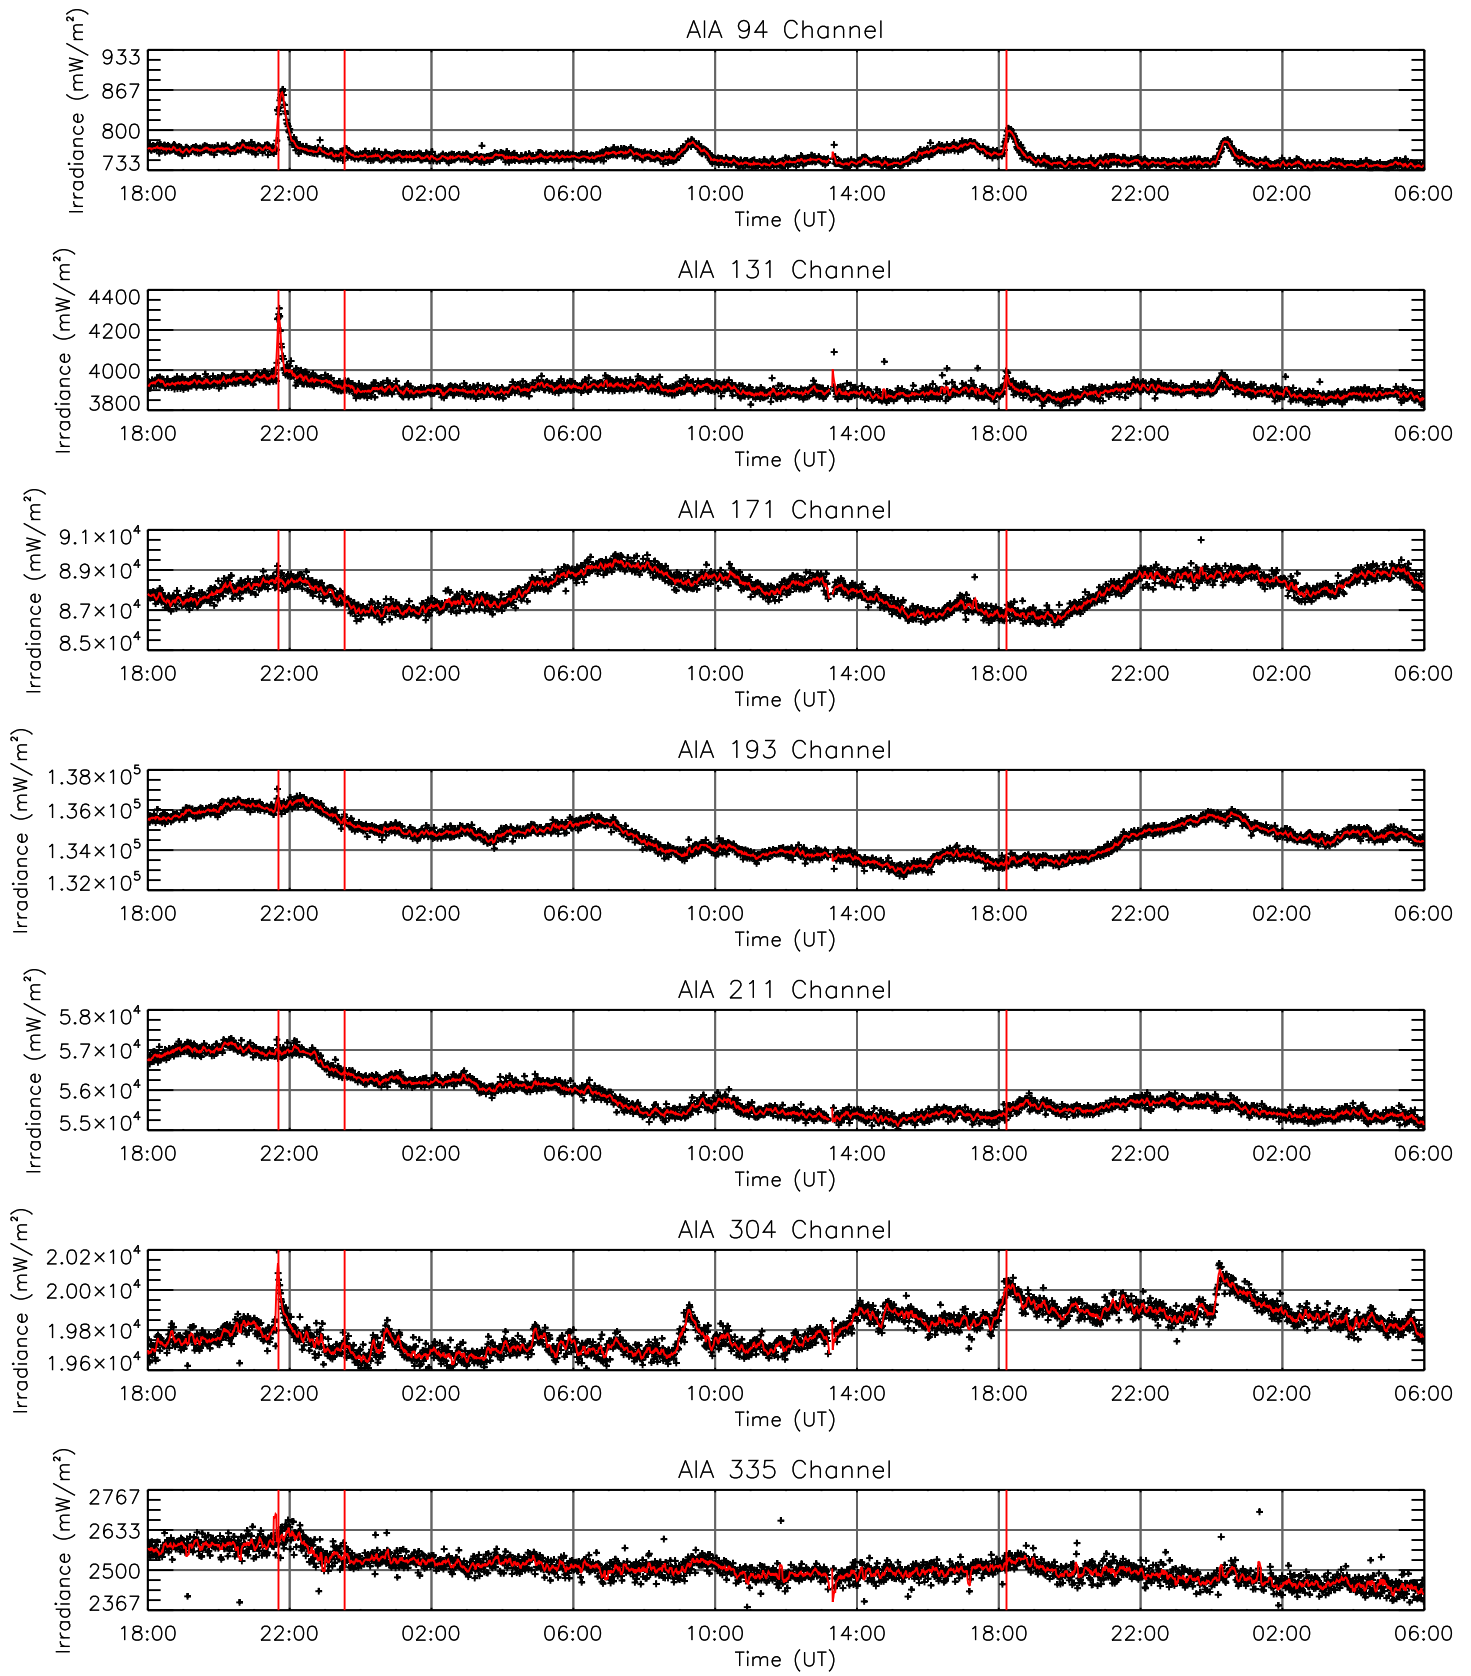 AIA 94 Channel
Irradiance (mW/m²)
933
867
800
733
18:00 22:00 02:00 06:00 10:00 14:00 18:00 22:00 02:00 06:00
Time (UT)
AIA 131 Channel
Irradiance (mW/m²)
4400
4200
4000
3800
18:00 22:00 02:00 06:00 10:00 14:00 18:00 22:00 02:00 06:00
Time (UT)
AIA 171 Channel
Irradiance (mW/m²)
9.1×10⁴
8.9×10⁴
8.7×10⁴
8.5×10⁴
18:00 22:00 02:00 06:00 10:00 14:00 18:00 22:00 02:00 06:00
Time (UT)
AIA 193 Channel
Irradiance (mW/m²)
1.38×10⁵
1.36×10⁵
1.34×10⁵
1.32×10⁵
18:00 22:00 02:00 06:00 10:00 14:00 18:00 22:00 02:00 06:00
Time (UT)
AIA 211 Channel
Irradiance (mW/m²)
5.8×10⁴
5.7×10⁴
5.6×10⁴
5.5×10⁴
18:00 22:00 02:00 06:00 10:00 14:00 18:00 22:00 02:00 06:00
Time (UT)
AIA 304 Channel
Irradiance (mW/m²)
2.02×10⁴
2.00×10⁴
1.98×10⁴
1.96×10⁴
18:00 22:00 02:00 06:00 10:00 14:00 18:00 22:00 02:00 06:00
Time (UT)
AIA 335 Channel
Irradiance (mW/m²)
2767
2633
2500
2367
18:00 22:00 02:00 06:00 10:00 14:00 18:00 22:00 02:00 06:00
Time (UT)